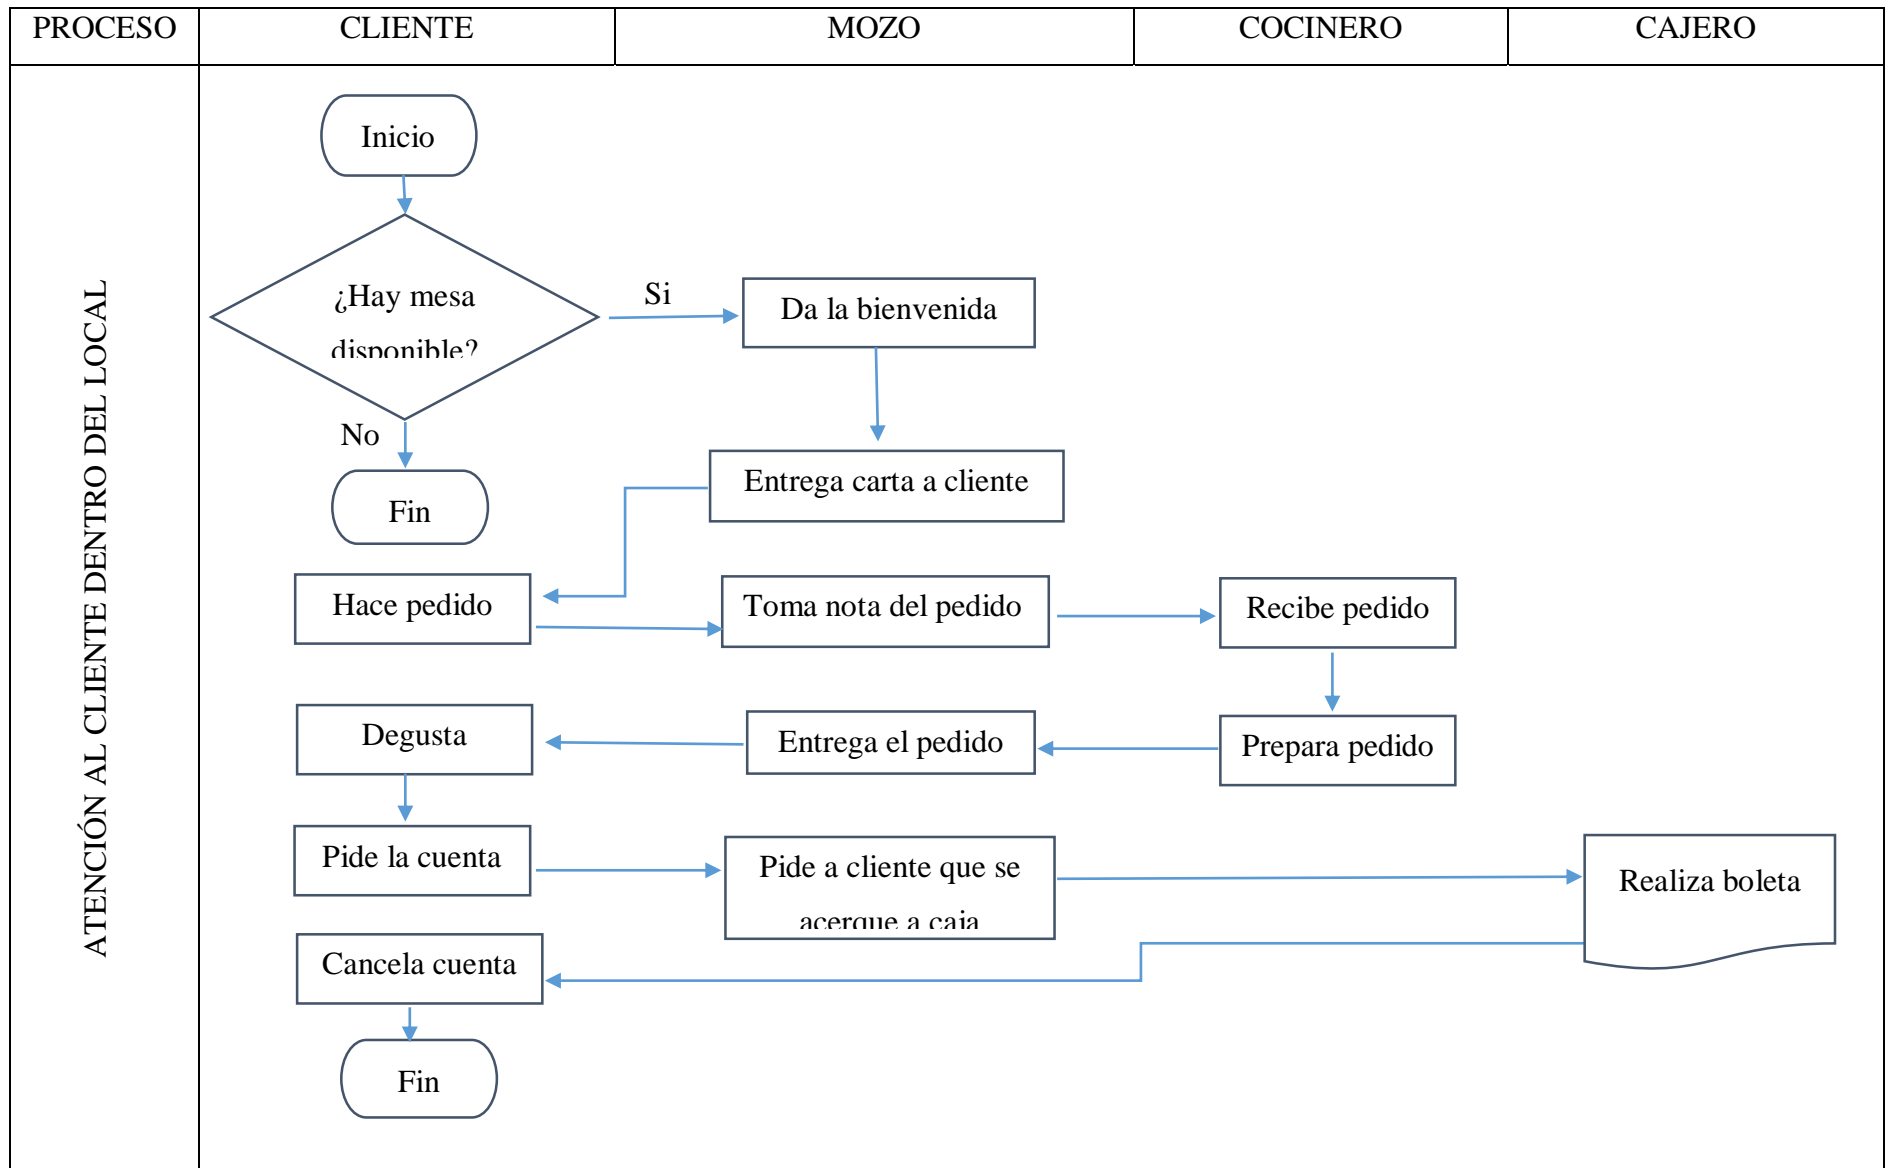 PROCESO
CLIENTE
MOZO
COCINERO
CAJERO
ATENCIÓN AL CLIENTE DENTRO DEL LOCAL
Inicio
¿Hay mesa
disponible?
Si
Da la bienvenida
No
Fin
Entrega carta a cliente
Hace pedido
Toma nota del pedido
Recibe pedido
Degusta
Entrega el pedido
Prepara pedido
Pide la cuenta
Pide a cliente que se
acerque a caja
Realiza boleta
Cancela cuenta
Fin